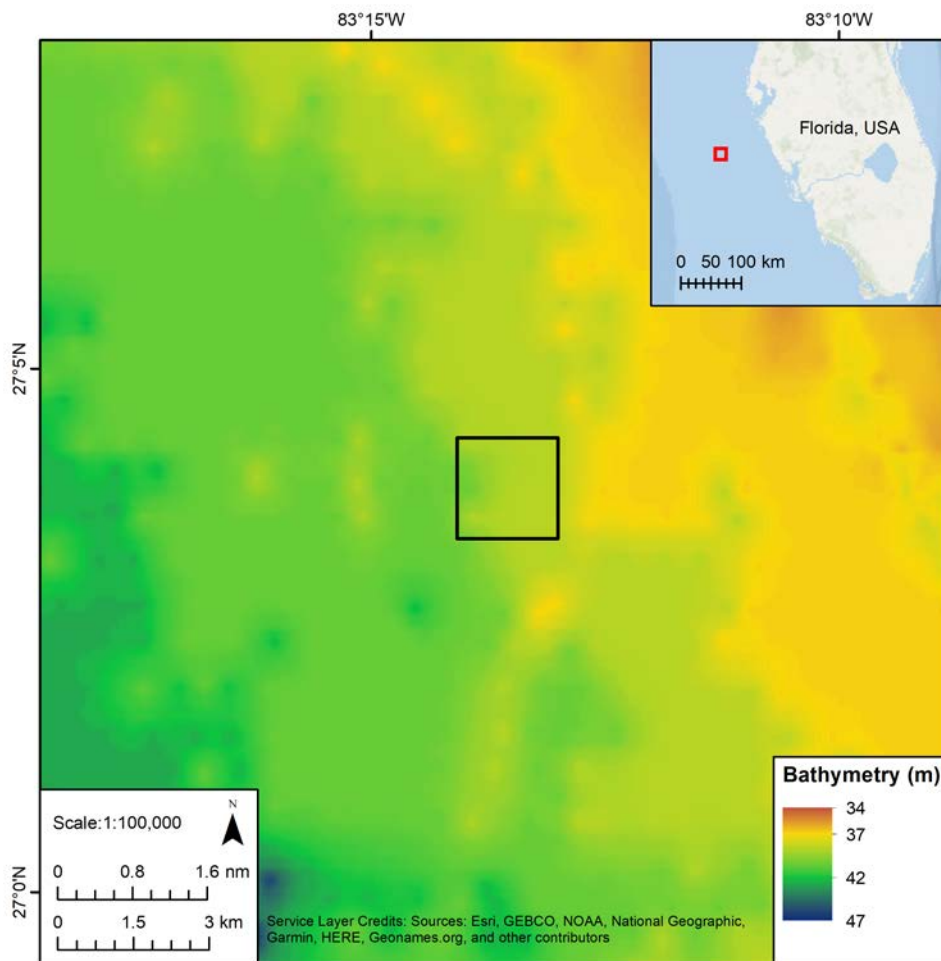 83°15'W
83°10'W
Florida, USA
0 50 100 km
27°5'N
27°0'N
Scale:1:100,000
N
0 0.8 1.6 nm
0 1.5 3 km
Service Layer Credits: Sources: Esri, GEBCO, NOAA, National Geographic,
Garmin, HERE, Geonames.org, and other contributors
Bathymetry (m)
34
37
42
47